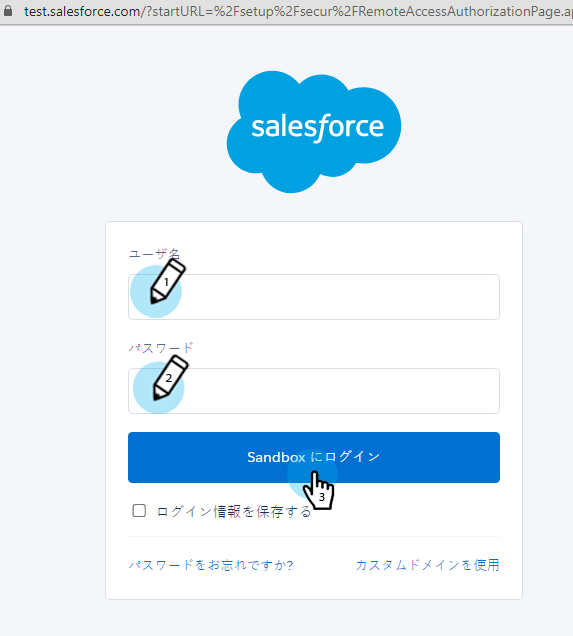 test.salesforce.com/?startURL=%2Fsetup%2Fsecur%2FRemoteAccessAuthorizationPage.ap
salesforce
ユーザ名
1
パスワード
2
Sandbox にログイン
3
ログイン情報を保存する
パスワードをお忘れですか? カスタムドメインを使用